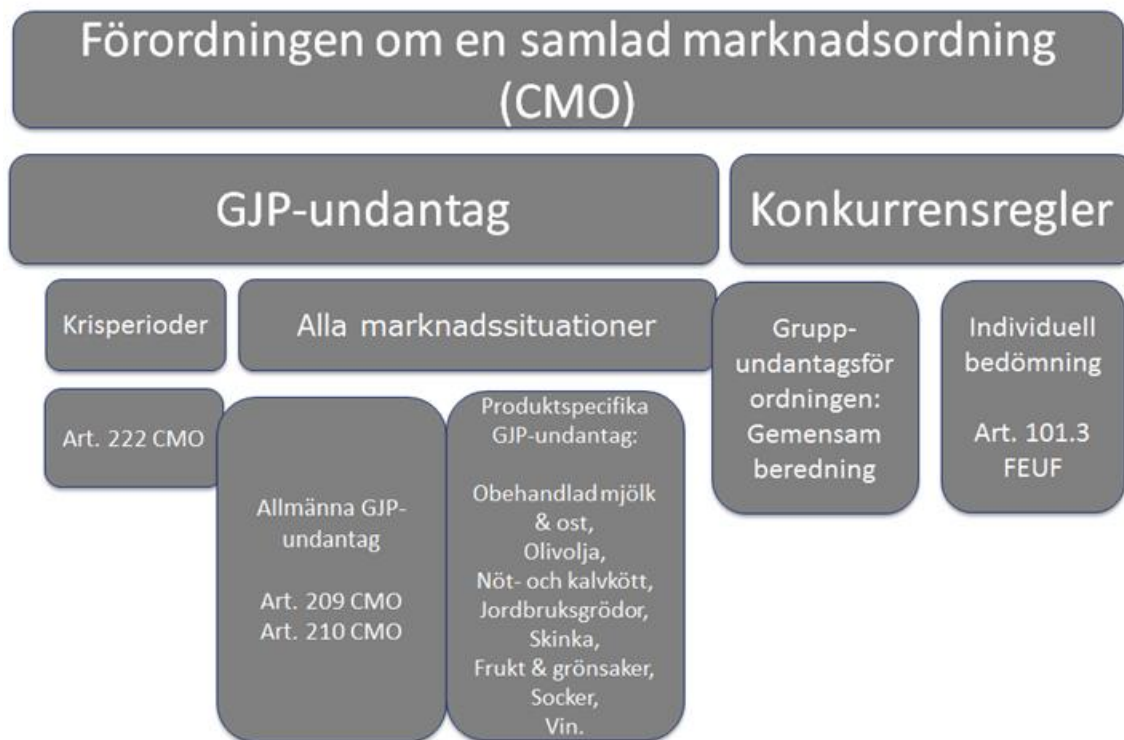 Förordningen om en samlad marknadsordning
(CMO)
GJP-undantag
Konkurrensregler
Krisperioder
Alla marknadssituationer
Art. 222 CMO
Allmänna GJP-
undantag
Art. 209 CMO
Art. 210 CMO
Produktspecifika
GJP-undantag:
Obehandlad mjölk
& ost,
Olivolja,
Nöt- och kalvkött,
Jordbruksgrödor,
Skinka,
Frukt & grönsaker,
Socker,
Vin.
Grupp-
undantagsför
ordningen:
Gemensam
beredning
Individuell
bedömning
Art. 101.3
FEUF